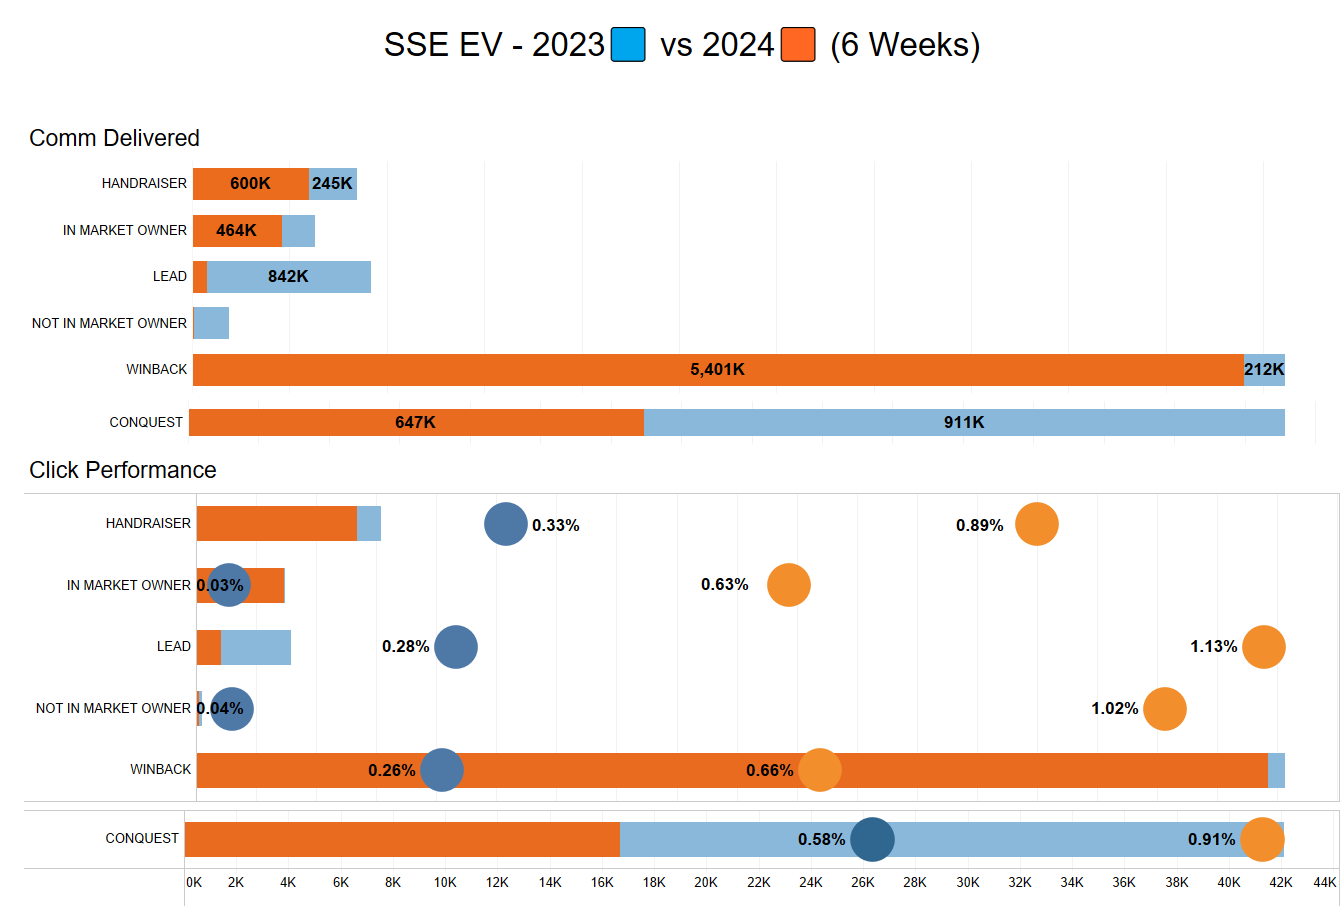 SSE EV - 2023 vs 2024 (6 Weeks)
Comm Delivered
HANDRAISER 600K 245K
IN MARKET OWNER 464K
LEAD 842K
NOT IN MARKET OWNER
WINBACK 5,401K 212K
CONQUEST 647K 911K
Click Performance
HANDRAISER 0.33% 0.89%
IN MARKET OWNER 0.03% 0.63%
LEAD 0.28% 1.13%
NOT IN MARKET OWNER 0.04% 1.02%
WINBACK 0.26% 0.66%
CONQUEST 0.58% 0.91%
0K 2K 4K 6K 8K 10K 12K 14K 16K 18K 20K 22K 24K 26K 28K 30K 32K 34K 36K 38K 40K 42K 44K